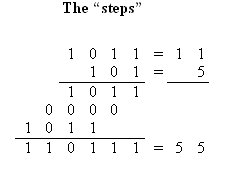 The “steps”
1 0 1 1 = 1 1
1 0 1 = 5
1 0 1 1
0 0 0 0
1 0 1 1
1 1 0 1 1 1 = 5 5